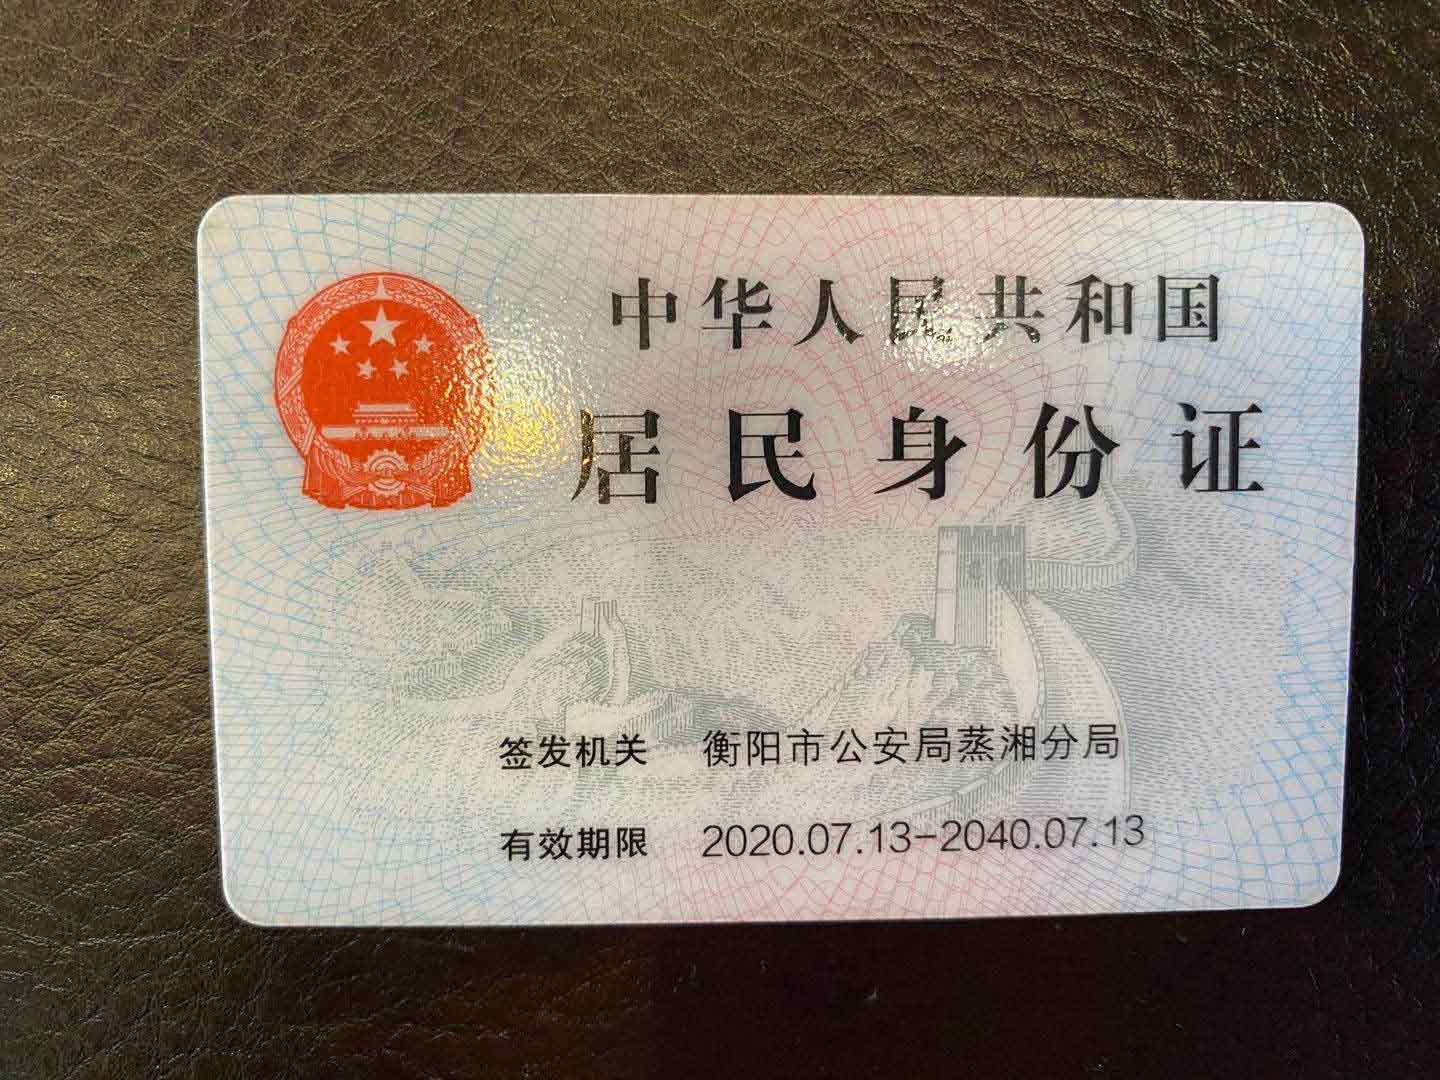 中华人民共和国
居民身份证
签发机关 衡阳市公安局蒸湘分局
有效期限 2020.07.13-2040.07.13